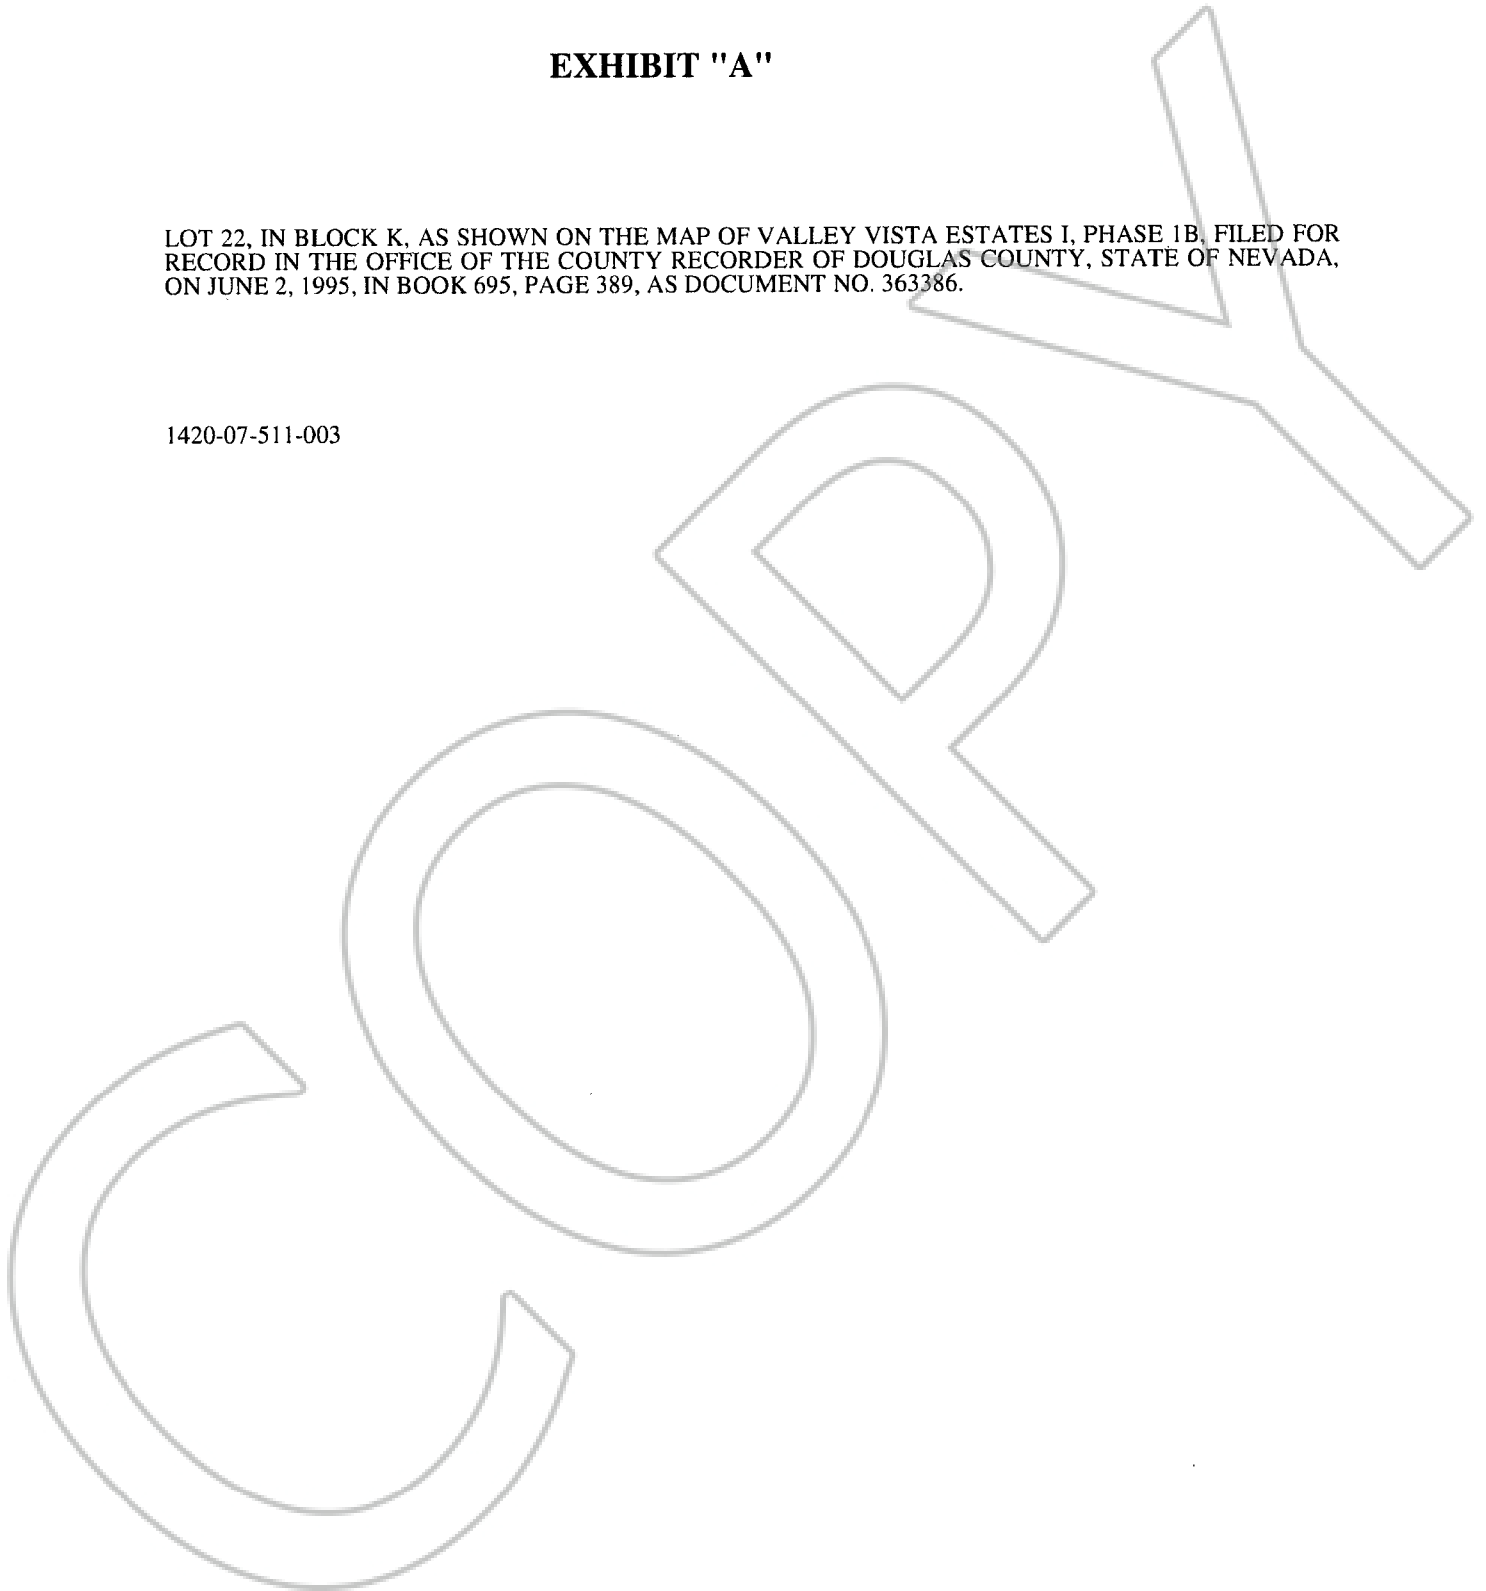 EXHIBIT "A"
LOT 22, IN BLOCK K, AS SHOWN ON THE MAP OF VALLEY VISTA ESTATES I, PHASE 1B, FILED FOR
RECORD IN THE OFFICE OF THE COUNTY RECORDER OF DOUGLAS COUNTY, STATE OF NEVADA,
ON JUNE 2, 1995, IN BOOK 695, PAGE 389, AS DOCUMENT NO. 363386.
1420-07-511-003
COPY